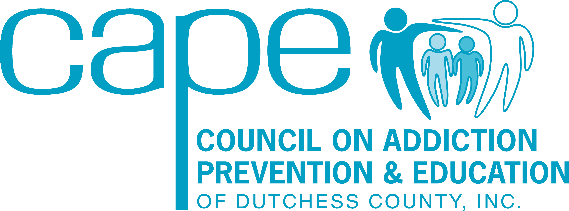 cape
COUNCIL ON ADDICTION
PREVENTION & EDUCATION
OF DUTCHESS COUNTY, INC.